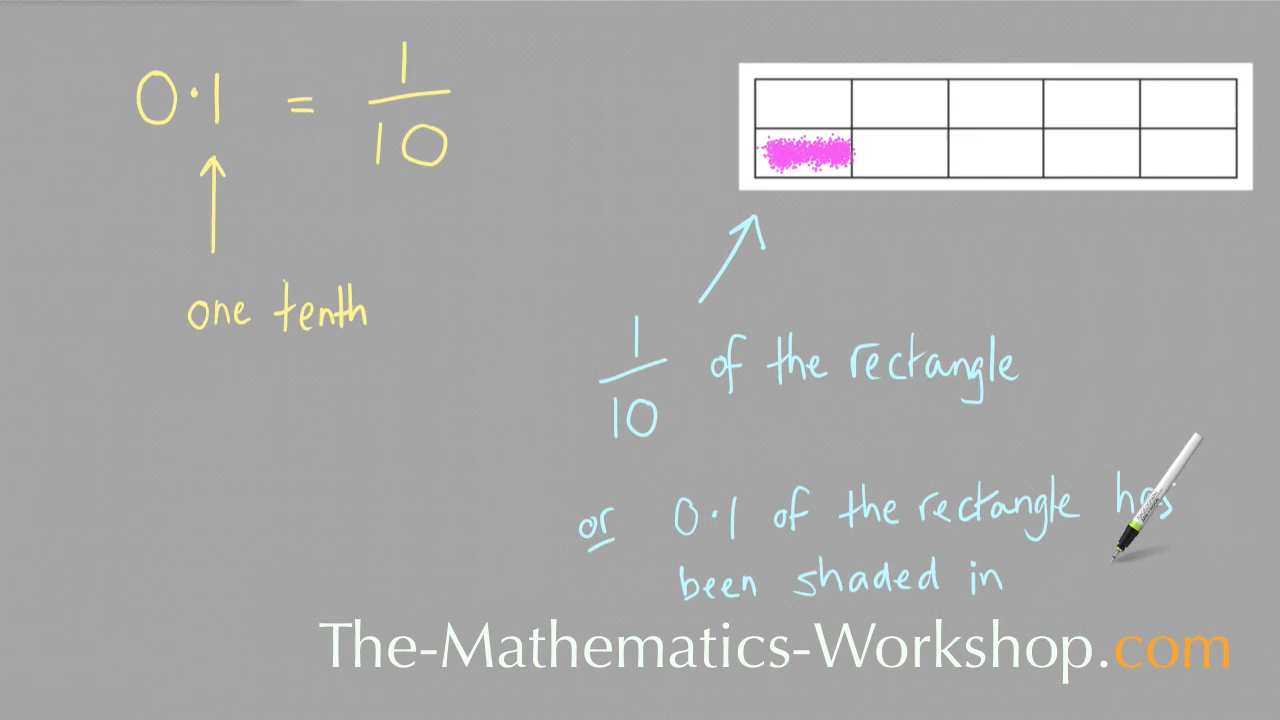 0·1 = 1/10
one tenth
1/10 of the rectangle
or 0·1 of the rectangle has
been shaded in
The-Mathematics-Workshop.com